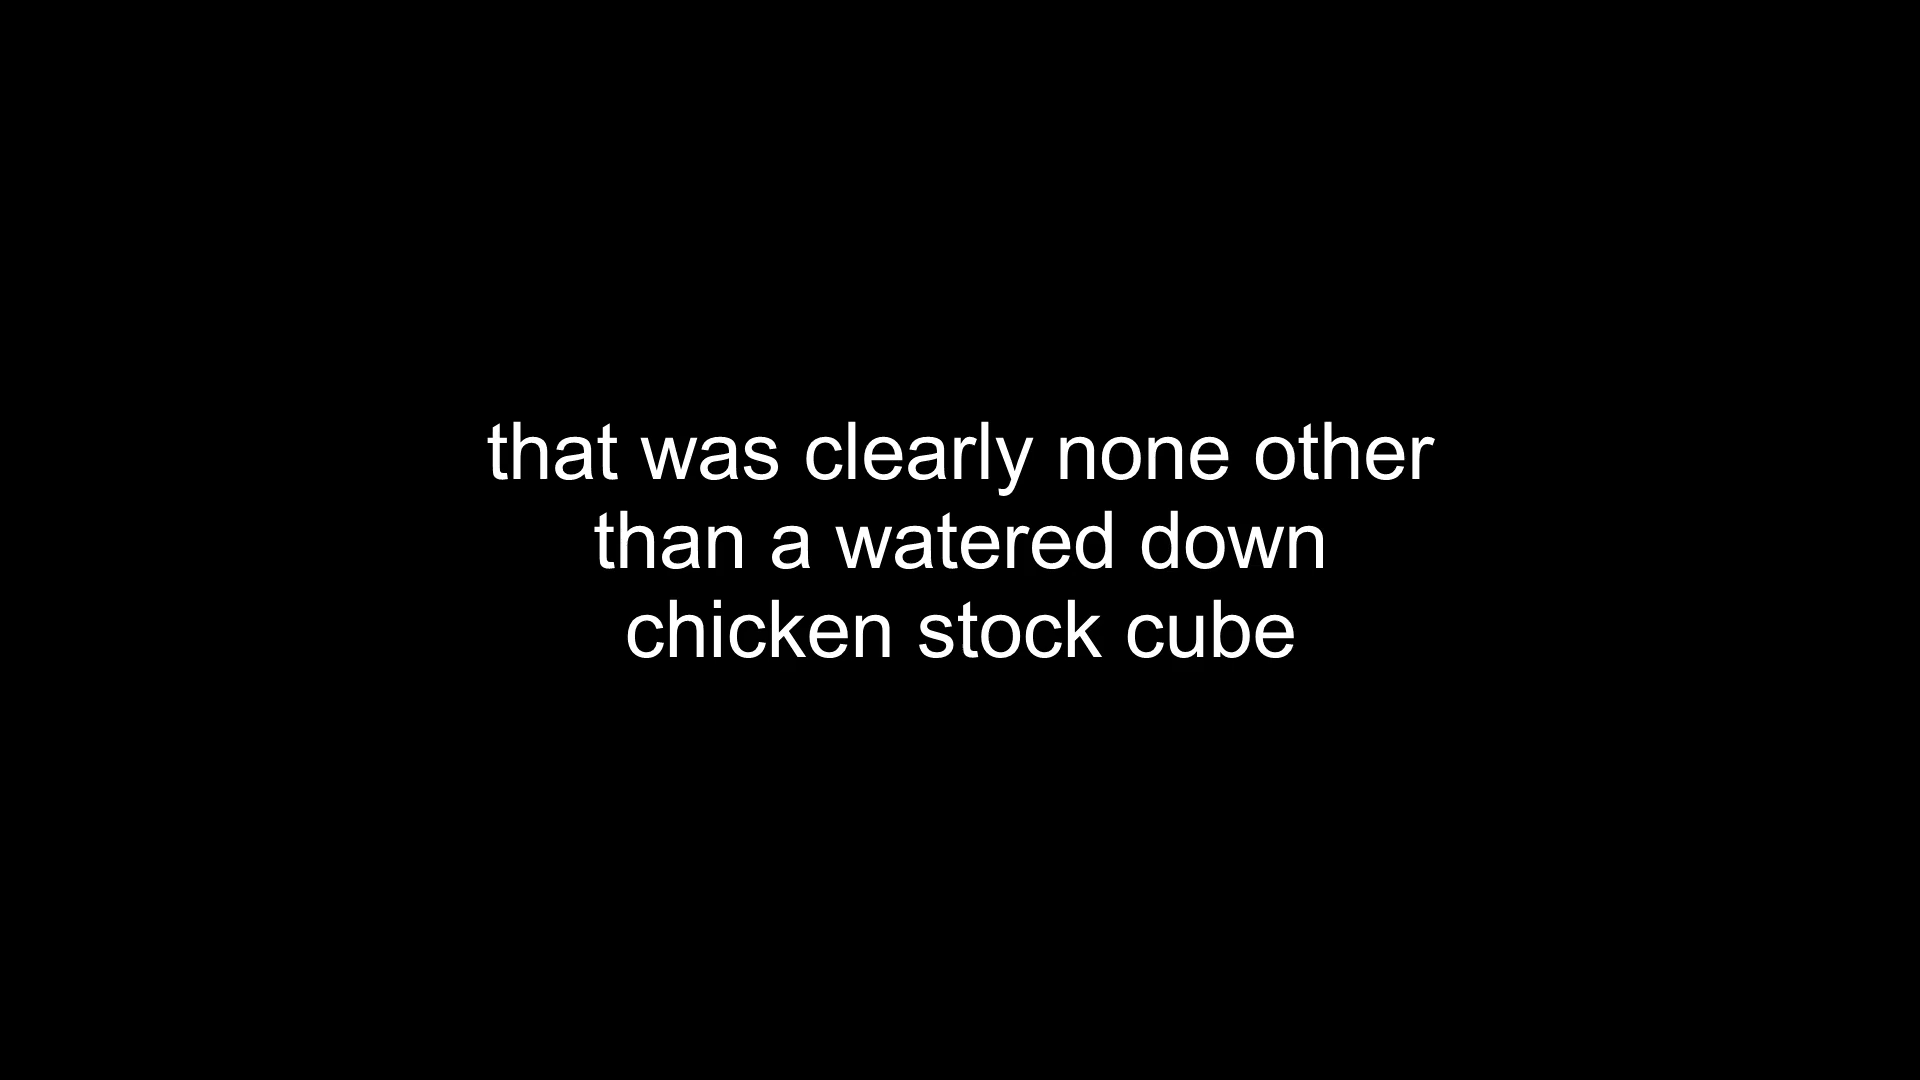 that was clearly none other
than a watered down
chicken stock cube